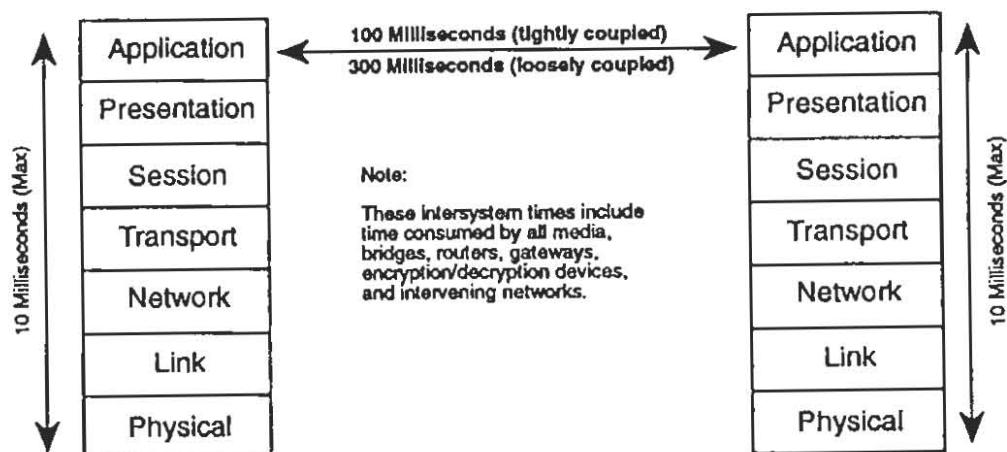 100 Milliseconds (tightly coupled)
300 Milliseconds (loosely coupled)
10 Milliseconds (Max)
Application
Presentation
Session
Transport
Network
Link
Physical
Note:
These intersystem times include
time consumed by all media,
bridges, routers, gateways,
encryption/decryption devices,
and intervening networks.
Application
Presentation
Session
Transport
Network
Link
Physical
10 Milliseconds (Max)